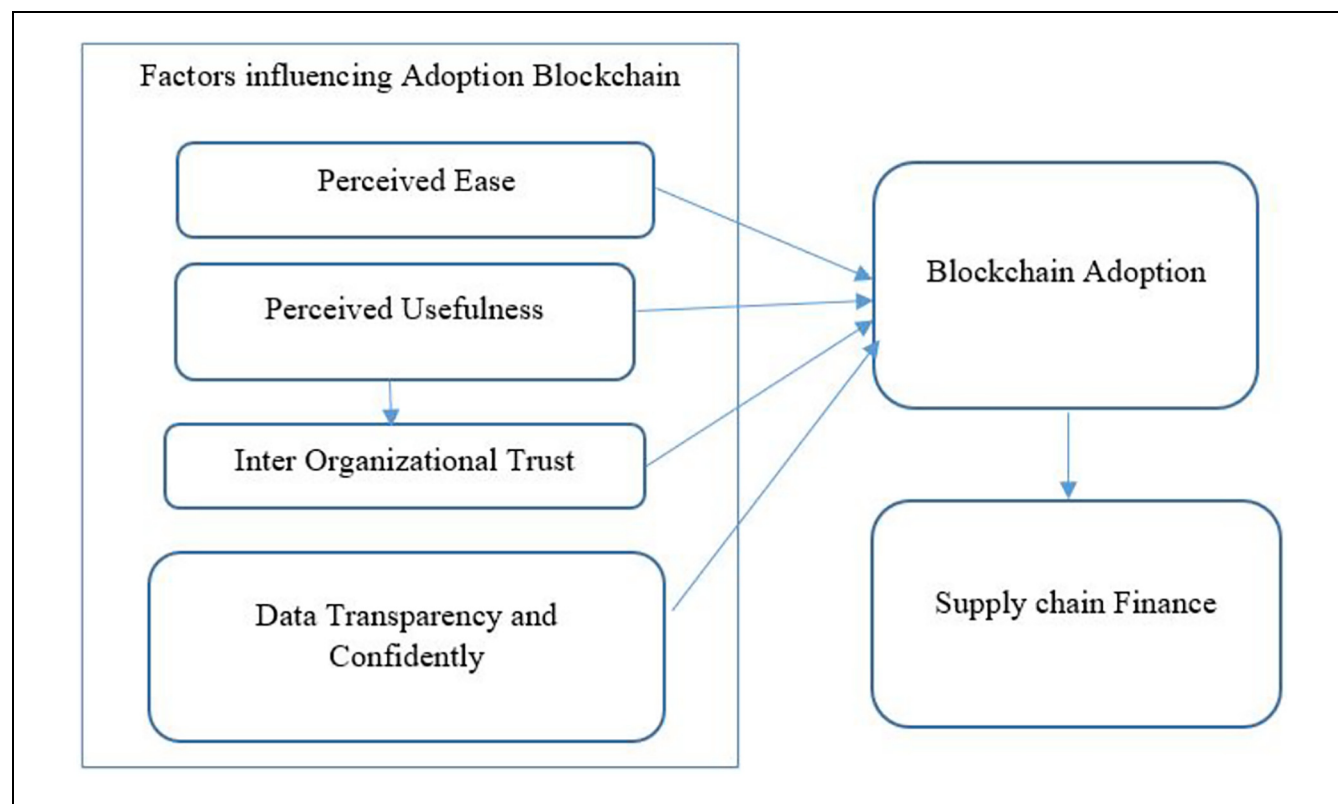 Factors influencing Adoption Blockchain
Perceived Ease
Perceived Usefulness
Inter Organizational Trust
Data Transparency and
Confidently
Blockchain Adoption
Supply chain Finance